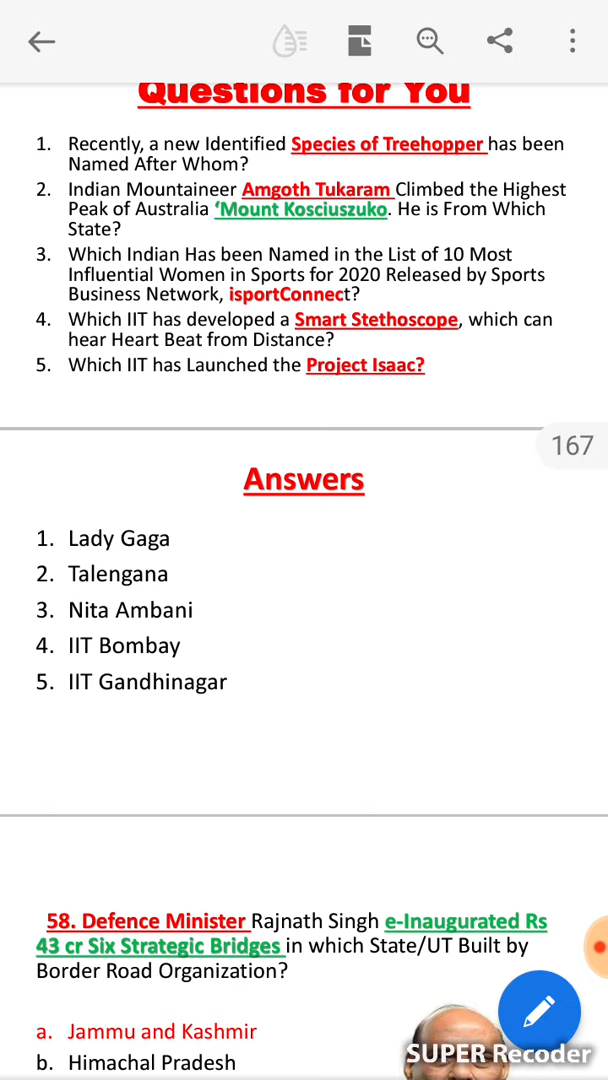 Questions for You
1. Recently, a new Identified Species of Treehopper has been
Named After Whom?
2. Indian Mountaineer Amgoth Tukaram Climbed the Highest
Peak of Australia ‘Mount Kosciuszuko. He is From Which
State?
3. Which Indian Has been Named in the List of 10 Most
Influential Women in Sports for 2020 Released by Sports
Business Network, isportConnect?
4. Which IIT has developed a Smart Stethoscope, which can
hear Heart Beat from Distance?
5. Which IIT has Launched the Project Isaac?
167
Answers
1. Lady Gaga
2. Talengana
3. Nita Ambani
4. IIT Bombay
5. IIT Gandhinagar
58. Defence Minister Rajnath Singh e-Inaugurated Rs
43 cr Six Strategic Bridges in which State/UT Built by
Border Road Organization?
a. Jammu and Kashmir
b. Himachal Pradesh
SUPER Recoder